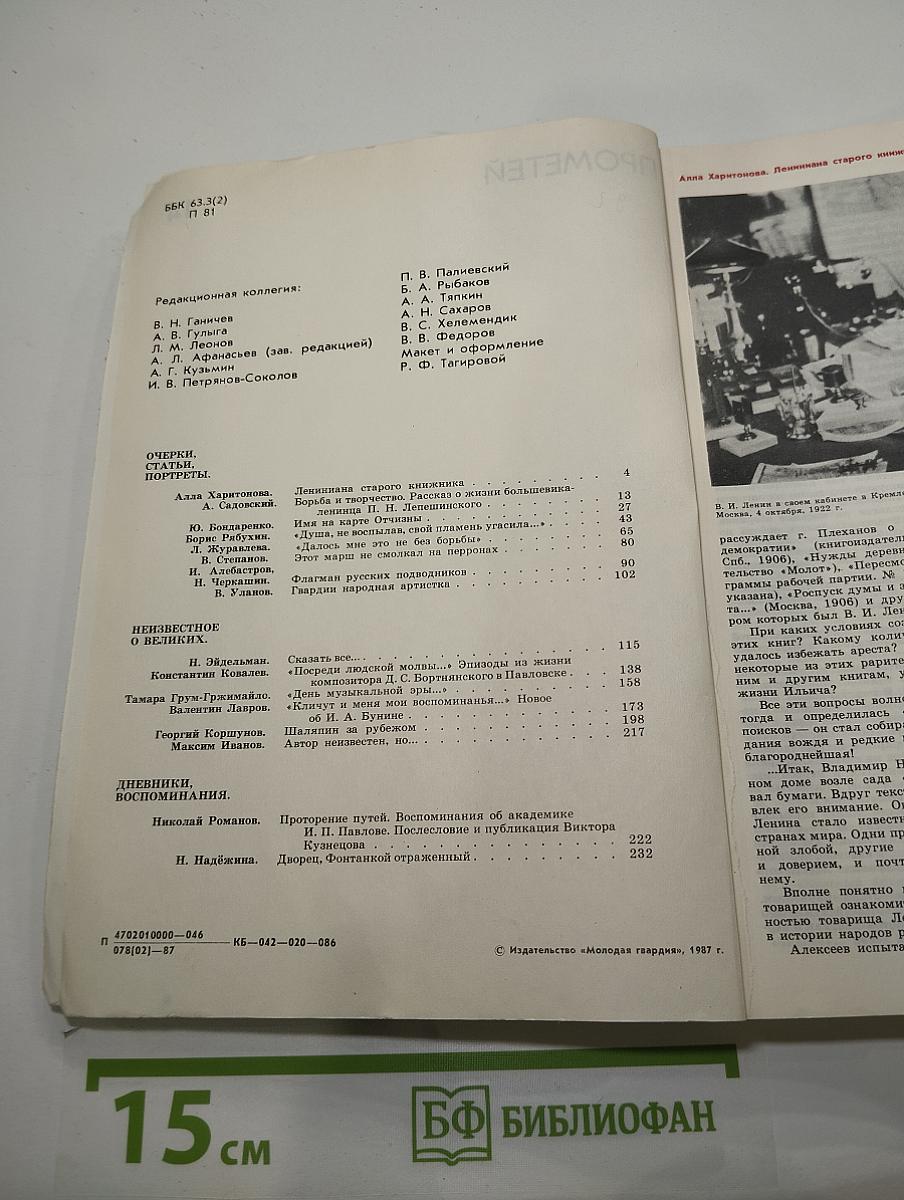 ПРОМЕТЕЙ
ББК 63.3(2)
П 81
Редакционная коллегия:
В. Н. Ганичев
А. В. Гулыга
Л. М. Леонов
А. Л. Афанасьев (зав. редакцией)
А. Г. Кузьмин
И. В. Петрянов-Соколов
П. В. Палиевский
Б. А. Рыбаков
А. А. Тяпкин
А. Н. Сахаров
В. С. Хелемендик
В. В. Федоров
Макет и оформление
Р. Ф. Тагировой
ОЧЕРКИ,
СТАТЬИ,
ПОРТРЕТЫ.
Алла Харитонова. Лениниана старого книжника . . . . . . . . 4
А. Садовский. Борьба и творчество. Рассказ о жизни большевика-
ленинца П. Н. Лепешинского . . . . . . . . 13
Ю. Бондаренко. Имя на карте Отчизны . . . . . . . . 27
Борис Рябухин. «Душа, не воспылав, свой пламень угасила...» . . . . 43
Л. Журавлева. «Далось мне это не без борьбы» . . . . . . . . 65
В. Степанов. Этот марш не смолкал на перронах . . . . . . . . 80
И. Алебастров,
Н. Черкашин. Флагман русских подводников . . . . . . . . 90
В. Уланов. Гвардии народная артистка . . . . . . . . 102
НЕИЗВЕСТНОЕ
О ВЕЛИКИХ.
Н. Эйдельман. Сказать все... . . . . . . . . 115
Константин Ковалев. «Посреди людской молвы...» Эпизоды из жизни
композитора Д. С. Бортнянского в Павловске . . . 138
Тамара Грум-Гржимайло. «День музыкальной эры...» . . . . . . . . 158
Валентин Лавров. «Кличут и меня мои воспоминанья...» Новое
об И. А. Бунине . . . . . . . . 173
Георгий Коршунов. Шаляпин за рубежом . . . . . . . . 198
Максим Иванов. Автор неизвестен, но... . . . . . . . . 217
ДНЕВНИКИ,
ВОСПОМИНАНИЯ.
Николай Романов. Проторение путей. Воспоминания об академике
И. П. Павлове. Послесловие и публикация Виктора
Кузнецова . . . . . . . . 222
Н. Надёжина. Дворец, Фонтанкой отраженный . . . . . . . . 232
П 4702010000—046
078(02)—87
КБ—042—020—086
© Издательство «Молодая гвардия», 1987 г.
Алла Харитонова. Лениниана старого
В. И. Ленин в своем кабинете в
Москва, 4 октября, 1922 г.
рассуждает г. Плеханов о
демократии» (книгоиздатель
Спб., 1906), «Нужды деревн
тельство «Молот»), «Пересмо
граммы рабочей партии. №
указана), «Роспуск думы и з
та...» (Москва, 1906) и дру
ром которых был В. И. Лен
При каких условиях соз
этих книг? Какому колич
удалось избежать ареста?
некоторые из этих рарите
ним и другим книгам, у
жизни Ильича?
Все эти вопросы волно
тогда и определилась
поисков — он стал собира
дания вождя и редкие
благороднейшая!
...Итак, Владимир Н
ном доме возле сада
вал бумаги. Вдруг текс
влек его внимание. О
Ленина стало известн
странах мира. Одни пр
ной злобой, другие
и доверием, и почт
нему.
Вполне понятно
товарищей ознакоми
ностью товарища Ле
в истории народов р
Алексеев испыта
15 см
БФ БИБЛИОФАН